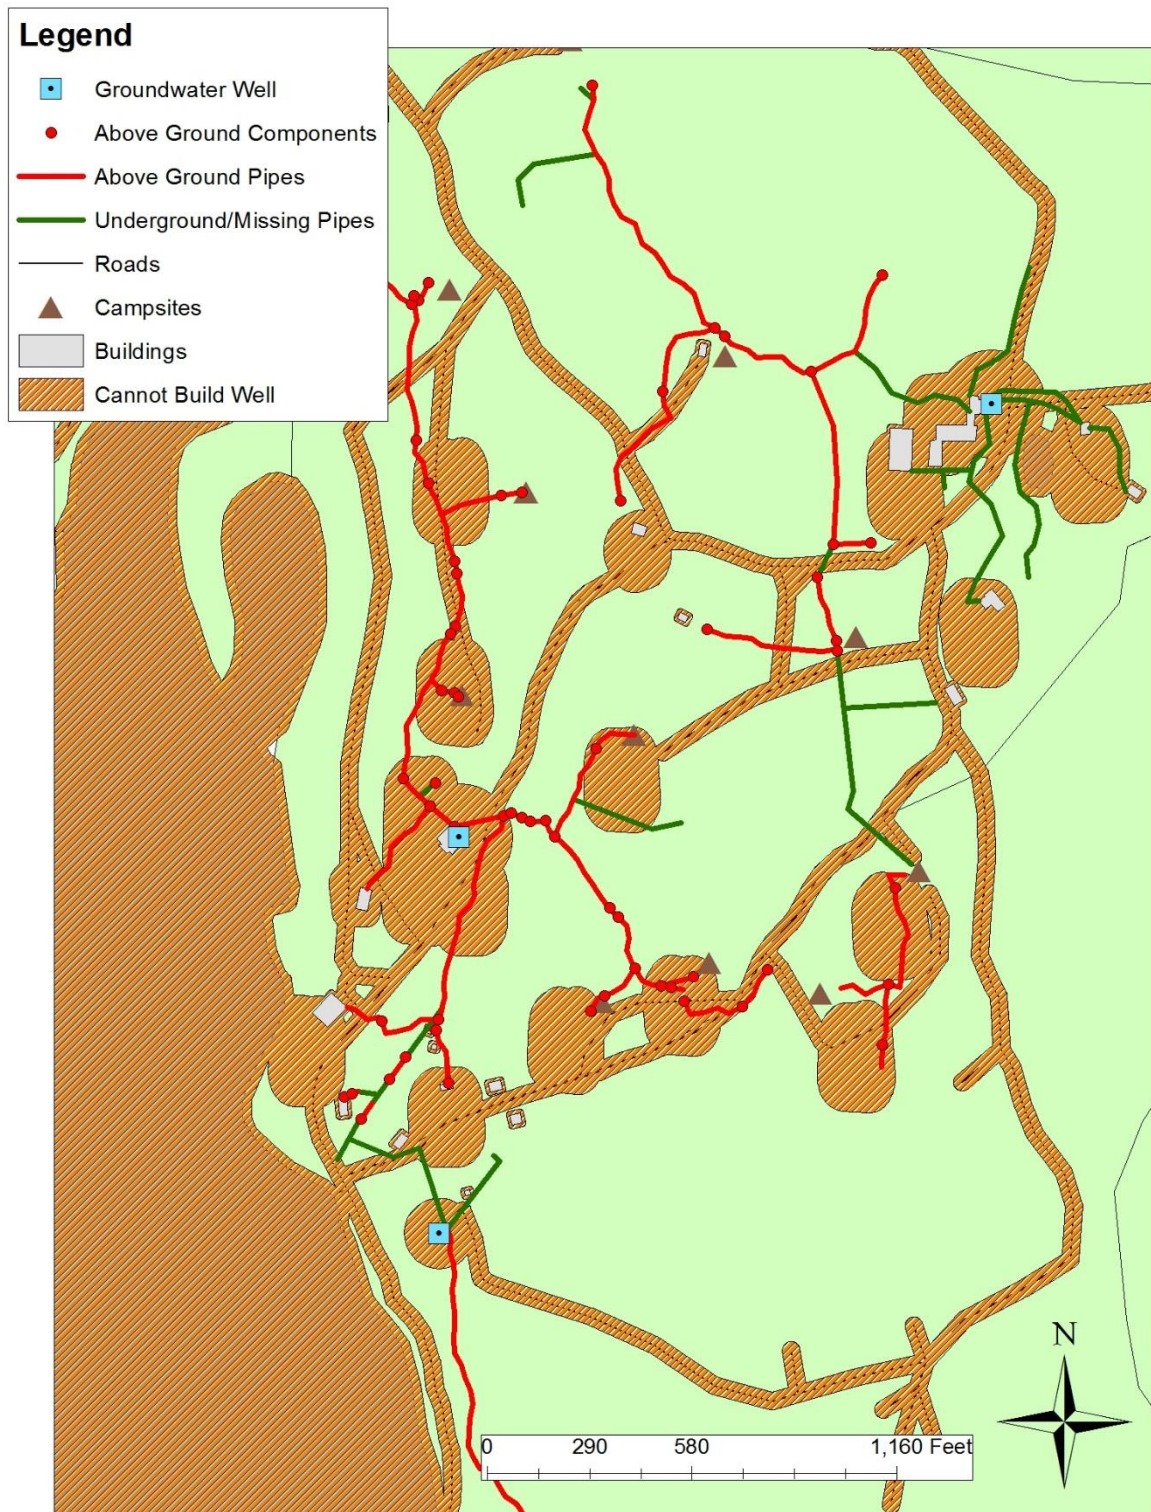 Legend
Groundwater Well
Above Ground Components
Above Ground Pipes
Underground/Missing Pipes
Roads
Campsites
Buildings
Cannot Build Well
N
0 290 580 1,160 Feet